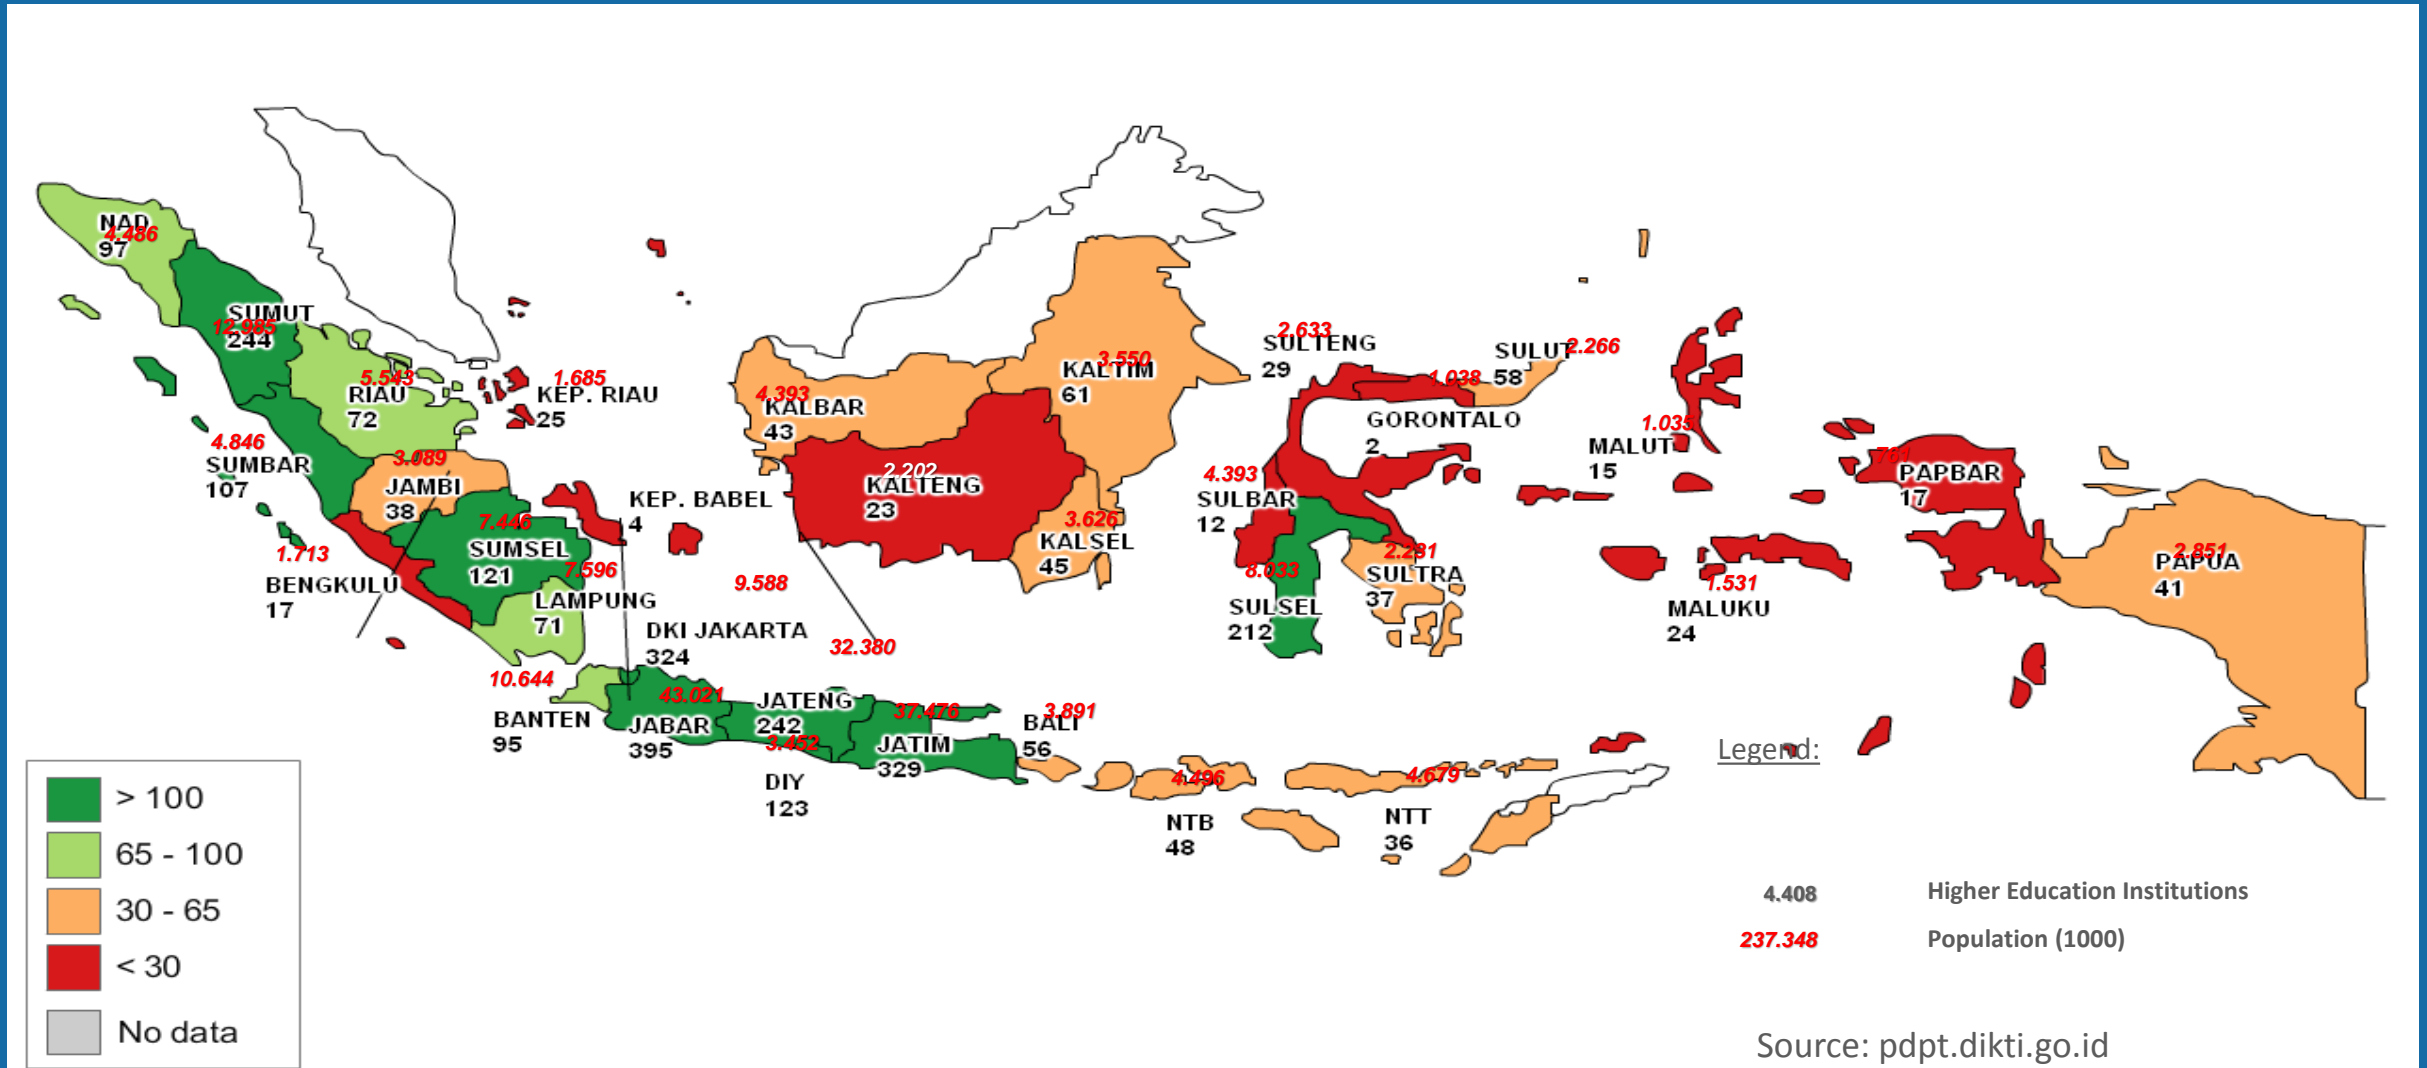 NAD
4.486
97
SUMUT
12.985
244
5.543
RIAU
72
1.685
KEP. RIAU
25
4.846
SUMBAR
107
3.089
JAMBI
38
7.446
SUMSEL
121
1.713
BENGKULU
17
7.596
LAMPUNG
71
KEP. BABEL
4
9.588
DKI JAKARTA
324
32.380
10.644
BANTEN
95
43.021
JABAR
395
JATENG
242
3.452
DIY
123
37.476
JATIM
329
3.891
BALI
56
4.496
NTB
48
4.679
NTT
36
4.393
KALBAR
43
2.202
KALTENG
23
3.550
KALTIM
61
3.626
KALSEL
45
2.633
SULTENG
29
SULUT
2.266
58
1.038
GORONTALO
2
4.393
SULBAR
12
8.033
SULSEL
212
2.231
SULTRA
37
1.035
MALUT
15
1.531
MALUKU
24
761
PAPBAR
17
2.851
PAPUA
41
> 100
65 - 100
30 - 65
< 30
No data
Legend:
4.408 Higher Education Institutions
237.348 Population (1000)
Source: pdpt.dikti.go.id